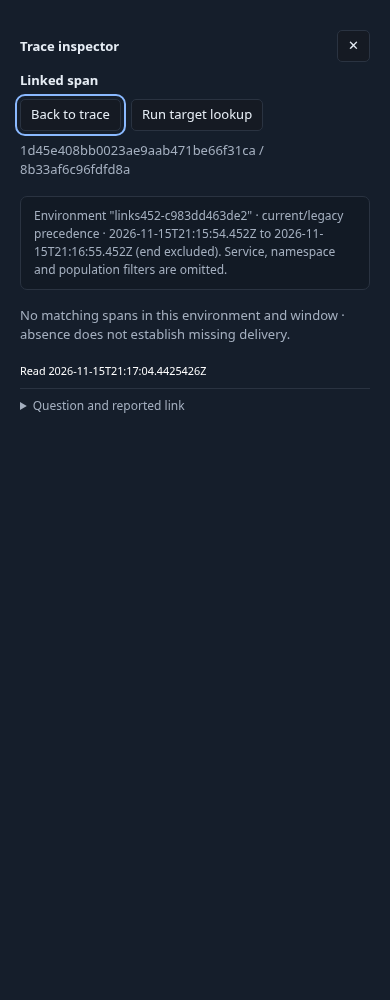 Trace inspector
✕
Linked span
Back to trace
Run target lookup
1d45e408bb0023ae9aab471be66f31ca /
8b33af6c96fdfd8a
Environment "links452-c983dd463de2" · current/legacy
precedence · 2026-11-15T21:15:54.452Z to 2026-11-
15T21:16:55.452Z (end excluded). Service, namespace
and population filters are omitted.
No matching spans in this environment and window ·
absence does not establish missing delivery.
Read 2026-11-15T21:17:04.4425426Z
▶ Question and reported link